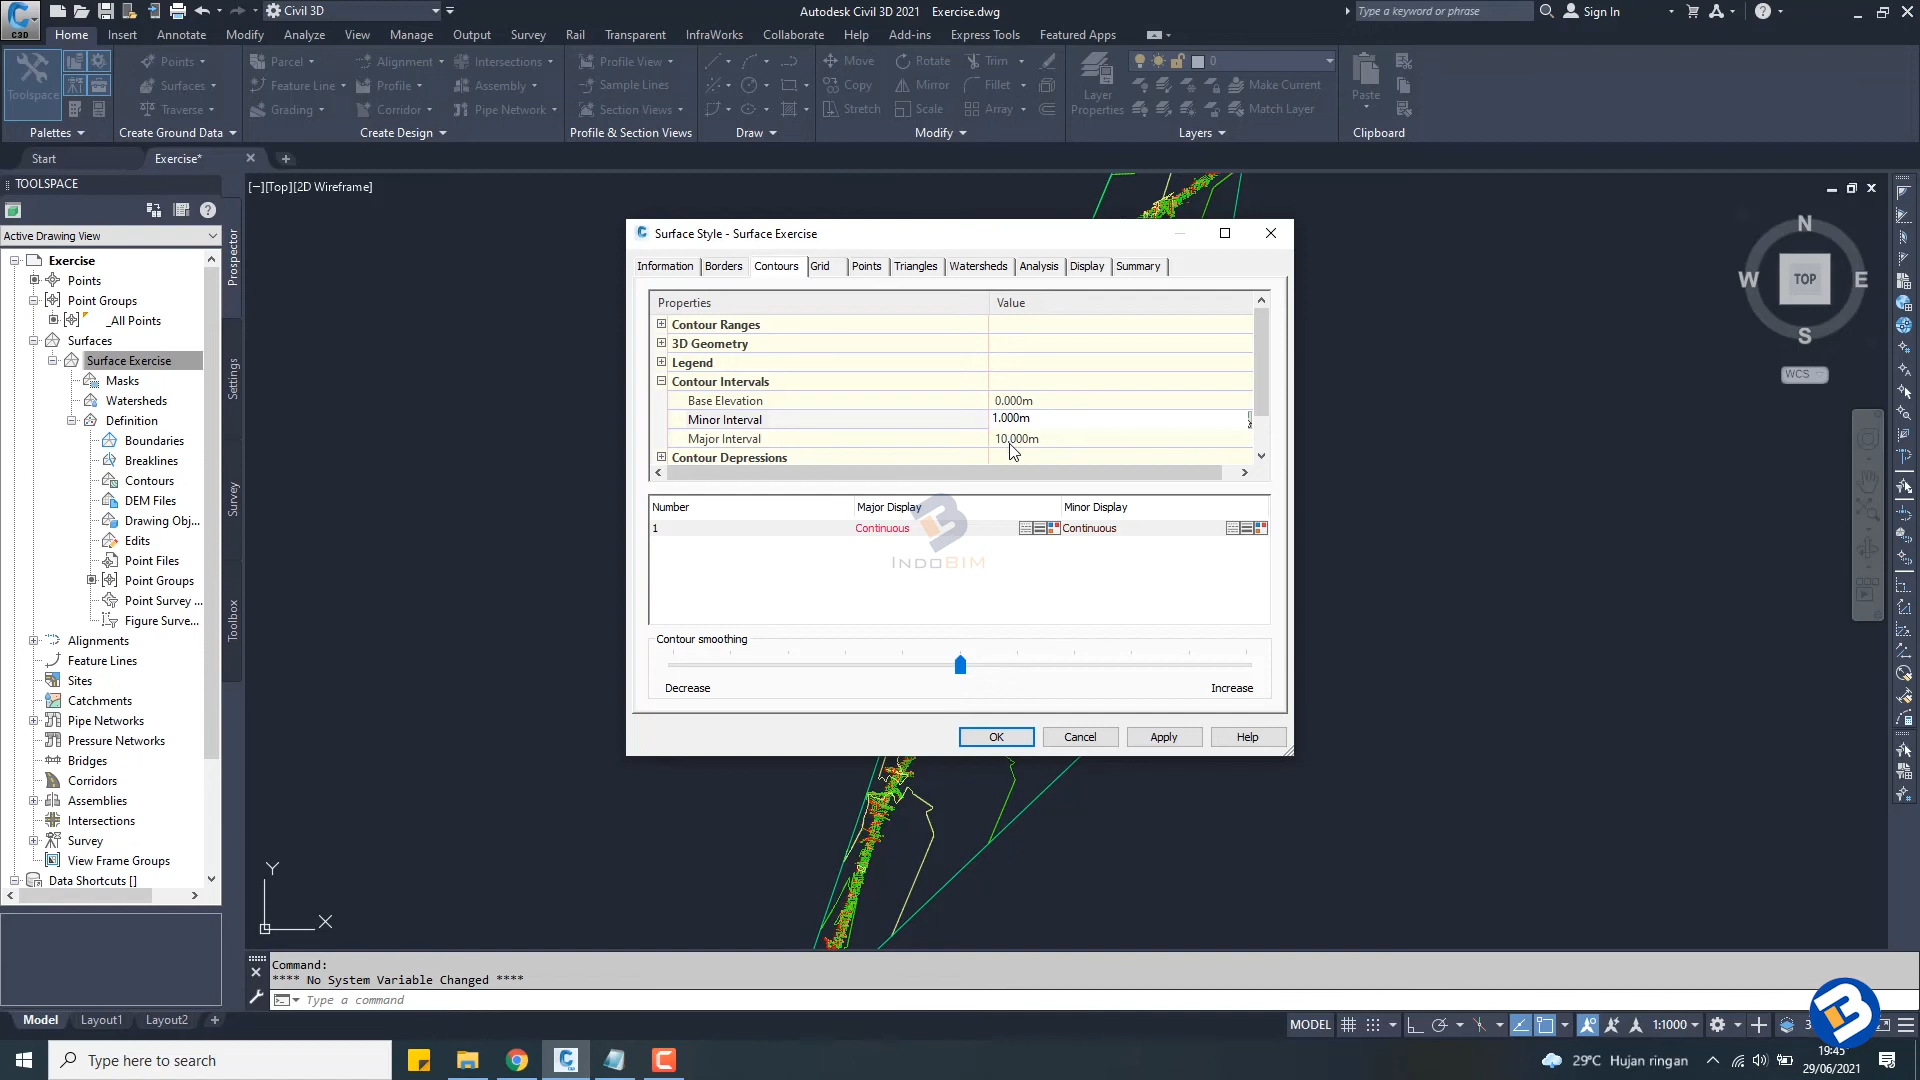 Civil 3D
Autodesk Civil 3D 2021 Exercise.dwg
Type a keyword or phrase
Sign In
C3D
Home Insert Annotate Modify Analyze View Manage Output Survey Rail Transparent InfraWorks Collaborate Help Add-ins Express Tools Featured Apps
Points Parcel Alignment Intersections Profile View Move Rotate Trim 0
Toolspace Surfaces Feature Line Profile Assembly Sample Lines Copy Mirror Fillet Layer Properties Make Current Paste
Traverse Grading Corridor Pipe Network Section Views Stretch Scale Array Match Layer
Palettes Create Ground Data Create Design Profile & Section Views Draw Modify Layers Clipboard
Start Exercise*
TOOLSPACE
Active Drawing View
Prospector
Settings
Survey
Toolbox
Exercise
Points
Point Groups
_All Points
Surfaces
Surface Exercise
Masks
Watersheds
Definition
Boundaries
Breaklines
Contours
DEM Files
Drawing Obj...
Edits
Point Files
Point Groups
Point Survey ...
Figure Surve...
Alignments
Feature Lines
Sites
Catchments
Pipe Networks
Pressure Networks
Bridges
Corridors
Assemblies
Intersections
Survey
View Frame Groups
Data Shortcuts []
[−][Top][2D Wireframe]
N
W TOP E
S
WCS
Surface Style - Surface Exercise
Information Borders Contours Grid Points Triangles Watersheds Analysis Display Summary
Properties Value
Contour Ranges
3D Geometry
Legend
Contour Intervals
Base Elevation 0.000m
Minor Interval 1.000m
Major Interval 10.000m
Contour Depressions
Number Major Display Minor Display
1 Continuous Continuous
INDOBIM
Contour smoothing
Decrease Increase
OK Cancel Apply Help
Y
X
Command:
**** No System Variable Changed ****
Type a command
Model Layout1 Layout2
MODEL 1:1000
Type here to search
29°C Hujan ringan
19:45
29/06/2021